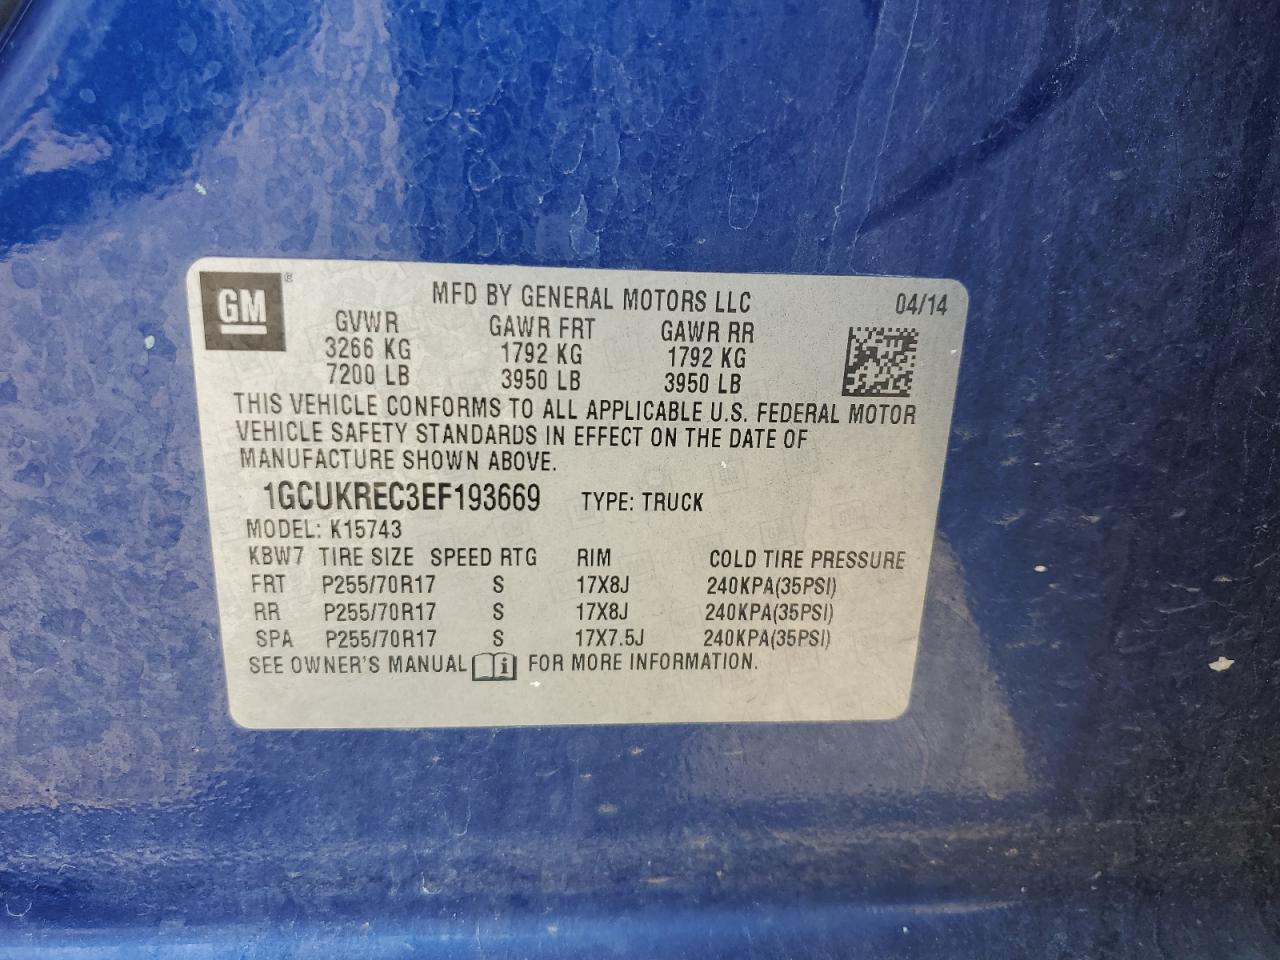 GM®
MFD BY GENERAL MOTORS LLC 04/14
GVWR GAWR FRT GAWR RR
3266 KG 1792 KG 1792 KG
7200 LB 3950 LB 3950 LB
THIS VEHICLE CONFORMS TO ALL APPLICABLE U.S. FEDERAL MOTOR
VEHICLE SAFETY STANDARDS IN EFFECT ON THE DATE OF
MANUFACTURE SHOWN ABOVE.
1GCUKREC3EF193669 TYPE: TRUCK
MODEL: K15743
KBW7 TIRE SIZE SPEED RTG RIM COLD TIRE PRESSURE
FRT P255/70R17 S 17X8J 240KPA(35PSI)
RR P255/70R17 S 17X8J 240KPA(35PSI)
SPA P255/70R17 S 17X7.5J 240KPA(35PSI)
SEE OWNER'S MANUAL i FOR MORE INFORMATION.